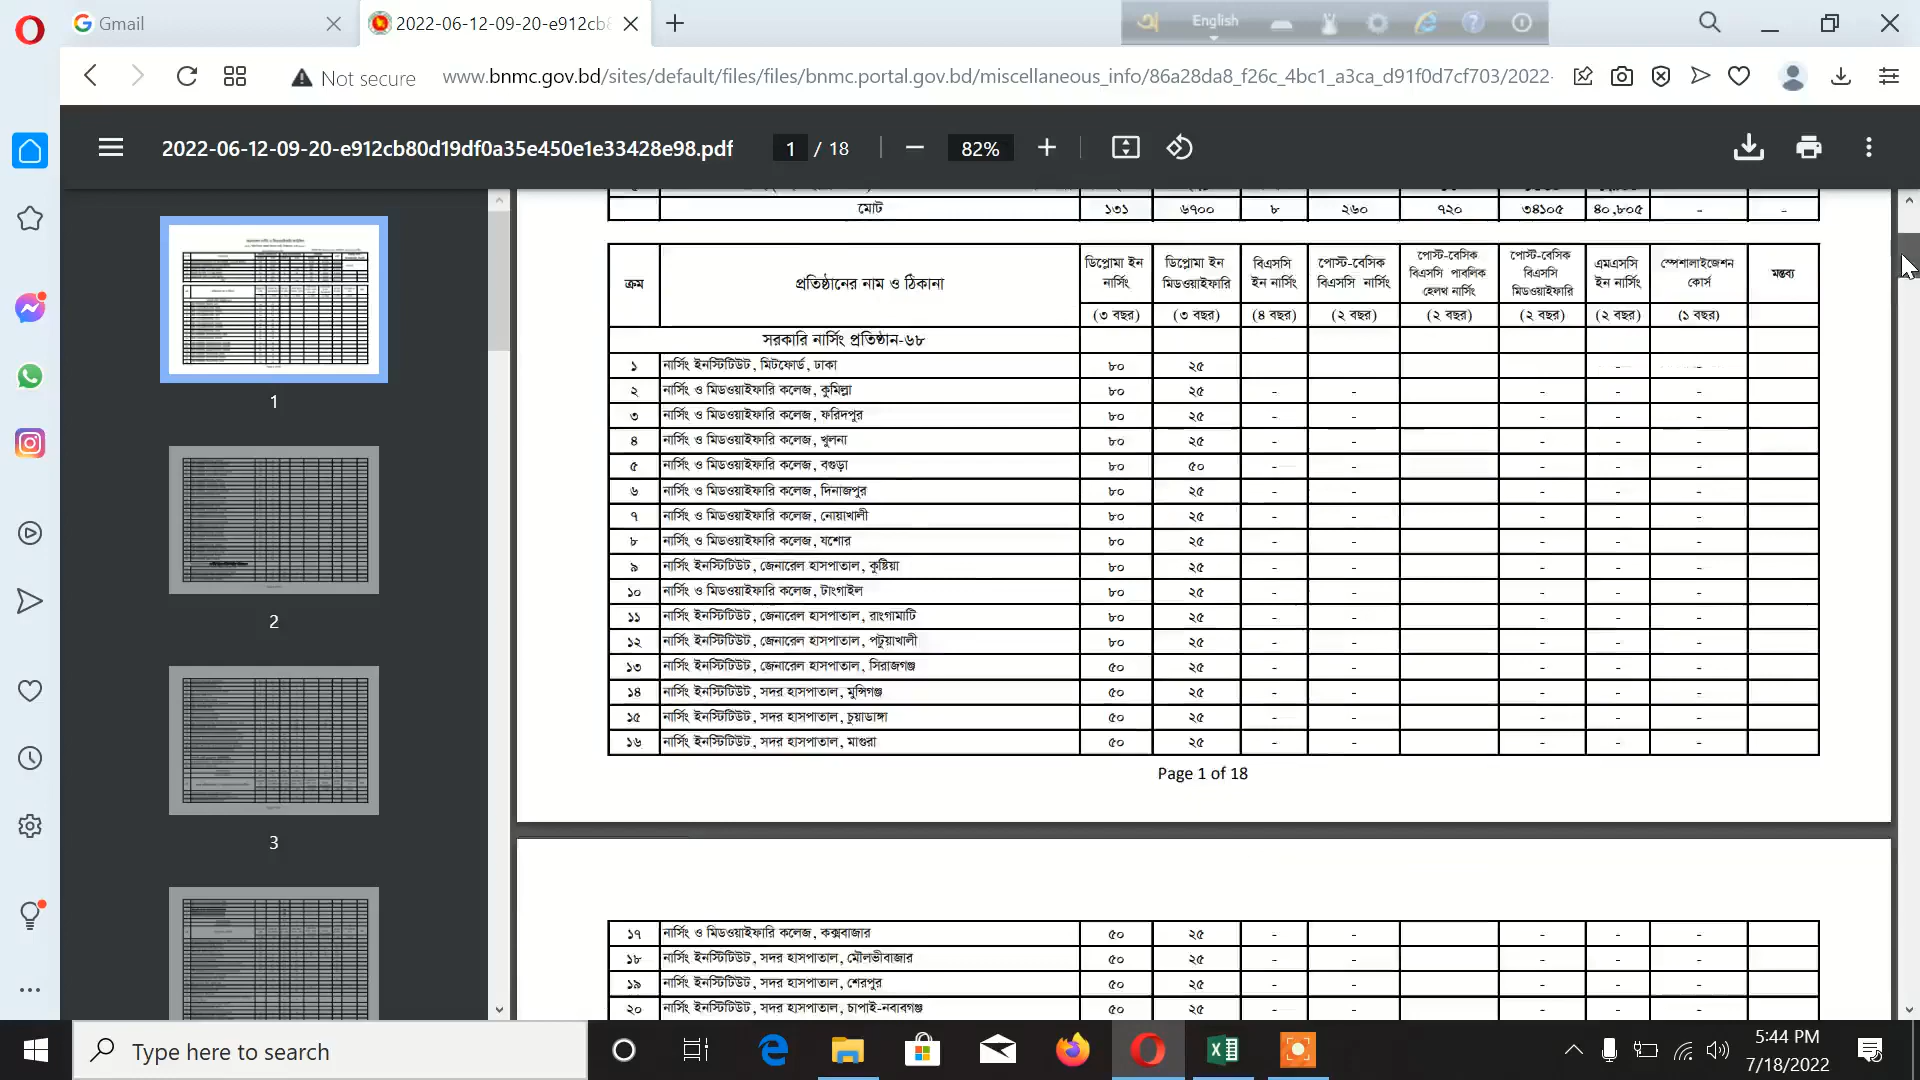 Gmail
2022-06-12-09-20-e912cb8
English
Not secure
www.bnmc.gov.bd/sites/default/files/files/bnmc.portal.gov.bd/miscellaneous_info/86a28da8_f26c_4bc1_a3ca_d91f0d7cf703/2022-
2022-06-12-09-20-e912cb80d19df0a35e450e1e33428e98.pdf
1 / 18
82%
মোট ১৩১ ৬৭০০ ৮ ২৬০ ৭২০ ৩৪১০৫ ৪০,৮০৫ - -
ক্রম প্রতিষ্ঠানের নাম ও ঠিকানা ডিপ্লোমা ইন নার্সিং ডিপ্লোমা ইন মিডওয়াইফারি বিএসসি ইন নার্সিং পোস্ট-বেসিক বিএসসি নার্সিং পোস্ট-বেসিক বিএসসি পাবলিক হেলথ নার্সিং পোস্ট-বেসিক বিএসসি মিডওয়াইফারি এমএসসি ইন নার্সিং স্পেশালাইজেশন কোর্স মন্তব্য
(৩ বছর) (৩ বছর) (৪ বছর) (২ বছর) (২ বছর) (২ বছর) (২ বছর) (১ বছর)
সরকারি নার্সিং প্রতিষ্ঠান-৬৮
১ নার্সিং ইনস্টিটিউট, মিটফোর্ড, ঢাকা ৮০ ২৫ -
২ নার্সিং ও মিডওয়াইফারি কলেজ, কুমিল্লা ৮০ ২৫ - - - - -
৩ নার্সিং ও মিডওয়াইফারি কলেজ, ফরিদপুর ৮০ ২৫ - - - - -
৪ নার্সিং ও মিডওয়াইফারি কলেজ, খুলনা ৮০ ২৫ - - - - -
৫ নার্সিং ও মিডওয়াইফারি কলেজ, বগুড়া ৮০ ৫০ - - - - -
৬ নার্সিং ও মিডওয়াইফারি কলেজ, দিনাজপুর ৮০ ২৫ - - - - -
৭ নার্সিং ও মিডওয়াইফারি কলেজ, নোয়াখালী ৮০ ২৫ - - - - -
৮ নার্সিং ও মিডওয়াইফারি কলেজ, যশোর ৮০ ২৫ - - - - -
৯ নার্সিং ইনস্টিটিউট, জেনারেল হাসপাতাল, কুষ্টিয়া ৮০ ২৫ - - - - -
১০ নার্সিং ও মিডওয়াইফারি কলেজ, টাংগাইল ৮০ ২৫ - - - - -
১১ নার্সিং ইনস্টিটিউট, জেনারেল হাসপাতাল, রাংগামাটি ৮০ ২৫ - - - - -
১২ নার্সিং ইনস্টিটিউট, জেনারেল হাসপাতাল, পটুয়াখালী ৮০ ২৫ - - - - -
১৩ নার্সিং ইনস্টিটিউট, জেনারেল হাসপাতাল, সিরাজগঞ্জ ৫০ ২৫ - - - - -
১৪ নার্সিং ইনস্টিটিউট, সদর হাসপাতাল, মুন্সিগঞ্জ ৫০ ২৫ - - - - -
১৫ নার্সিং ইনস্টিটিউট, সদর হাসপাতাল, চুয়াডাঙ্গা ৫০ ২৫ - - - - -
১৬ নার্সিং ইনস্টিটিউট, সদর হাসপাতাল, মাগুরা ৫০ ২৫ - - - - -
Page 1 of 18
১৭ নার্সিং ও মিডওয়াইফারি কলেজ, কক্সবাজার ৫০ ২৫ - - - - -
১৮ নার্সিং ইনস্টিটিউট, সদর হাসপাতাল, মৌলভীবাজার ৫০ ২৫ - - - - -
১৯ নার্সিং ইনস্টিটিউট, সদর হাসপাতাল, শেরপুর ৫০ ২৫ - - - - -
২০ নার্সিং ইনস্টিটিউট, সদর হাসপাতাল, চাপাই-নবাবগঞ্জ ৫০ ২৫ - - - - -
1
2
3
Type here to search
5:44 PM
7/18/2022